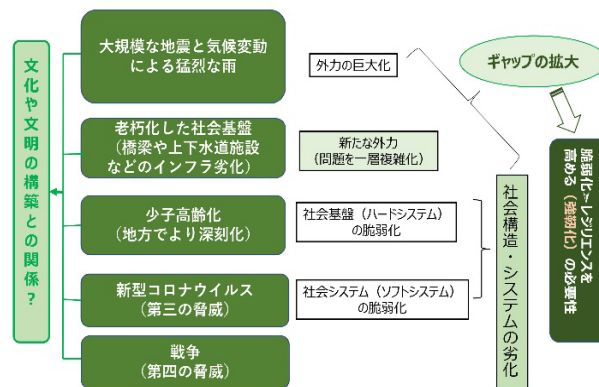 文化や文明の構築との関係？
大規模な地震と気候変動
による猛烈な雨
外力の巨大化
ギャップの拡大
老朽化した社会基盤
（橋梁や上下水道施設
などのインフラ劣化）
新たな外力
（問題を一層複雑化）
少子高齢化
（地方でより深刻化）
社会基盤（ハードシステム）
の脆弱化
新型コロナウイルス
（第三の脅威）
社会システム（ソフトシステム）
の脆弱化
戦争
（第四の脅威）
社会構造・システムの劣化
脆弱化≻レジリエンスを
高める（強靭化）の必要性